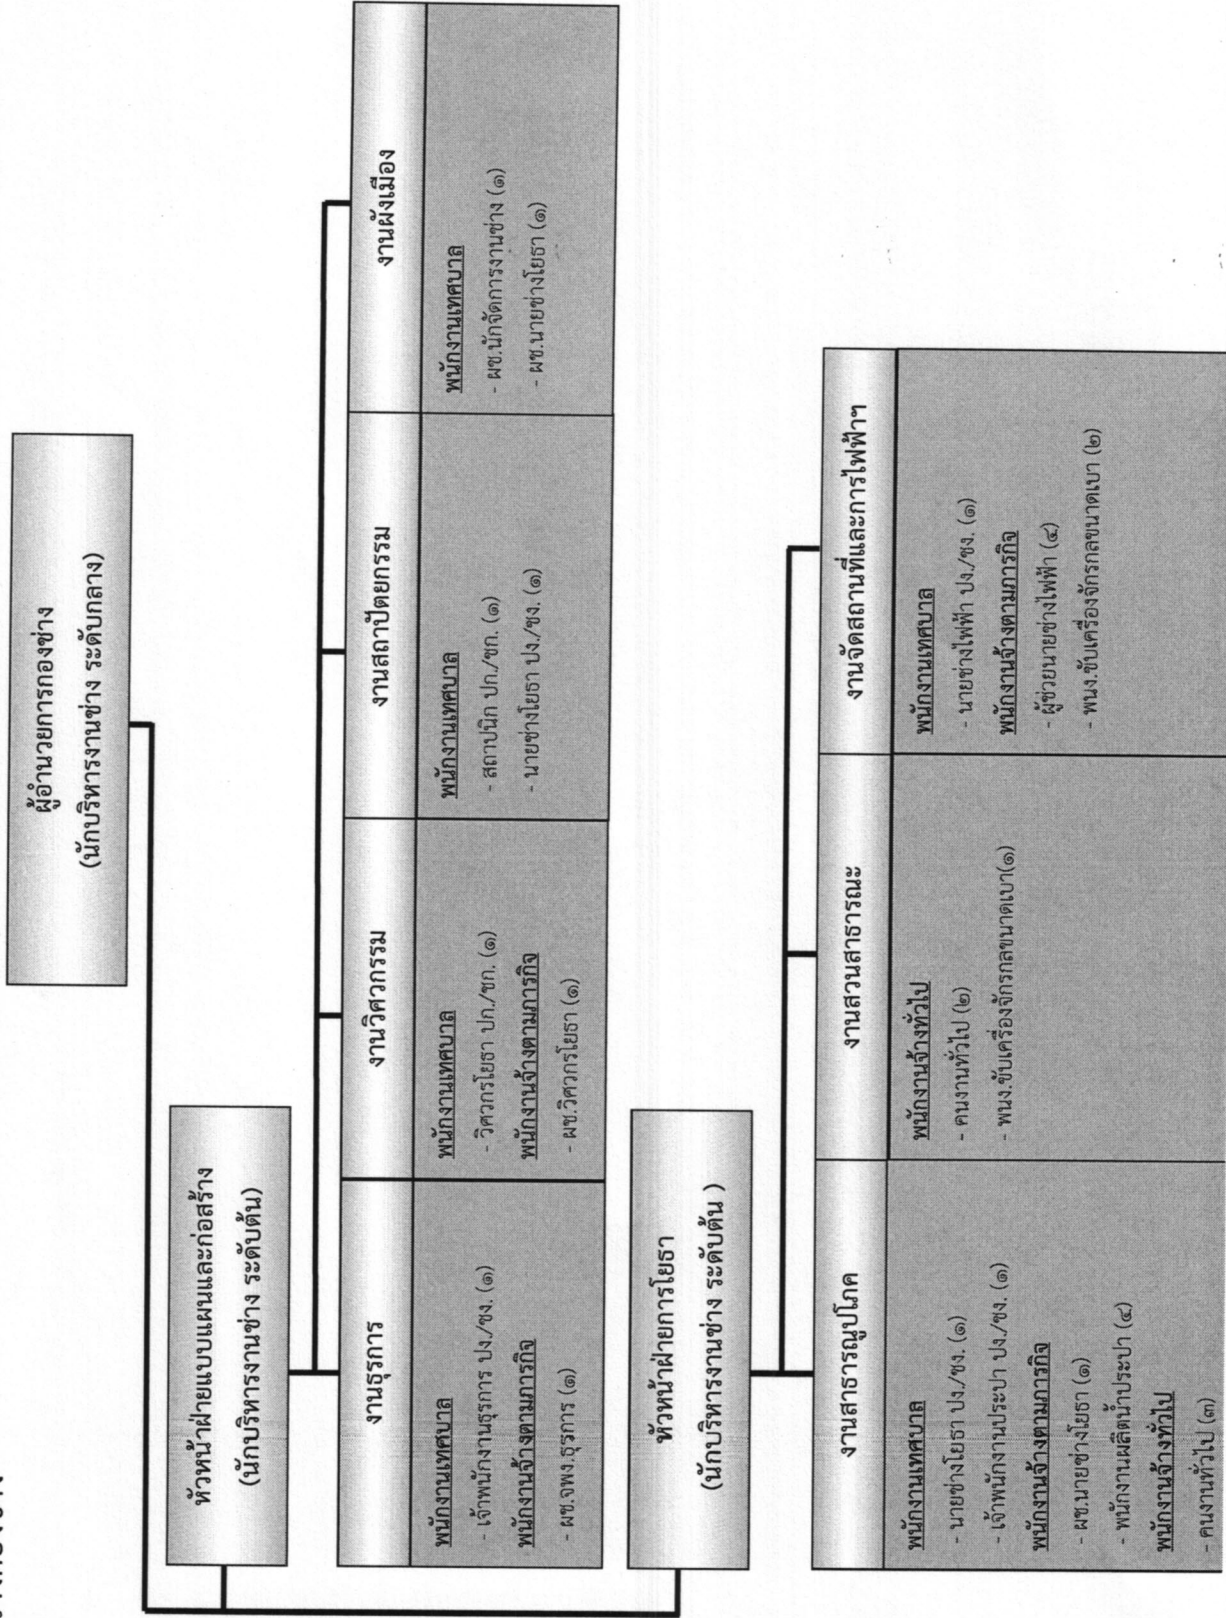 ผู้อำนวยการกองช่าง
(นักบริหารงานช่าง ระดับกลาง)
หัวหน้าฝ่ายแบบแผนและก่อสร้าง
(นักบริหารงานช่าง ระดับต้น)
งานธุรการ
พนักงานเทศบาล
- เจ้าพนักงานธุรการ ปง./ชง. (๑)
พนักงานจ้างตามภารกิจ
- ผช.จพง.ธุรการ (๑)
งานวิศวกรรม
พนักงานเทศบาล
- วิศวกรโยธา ปก./ชก. (๑)
พนักงานจ้างตามภารกิจ
- ผช.วิศวกรโยธา (๑)
งานสถาปัตยกรรม
พนักงานเทศบาล
- สถาปนิก ปก./ชก. (๑)
- นายช่างโยธา ปง./ชง. (๑)
งานผังเมือง
พนักงานเทศบาล
- ผช.นักจัดการงานช่าง (๑)
- ผช.นายช่างโยธา (๑)
หัวหน้าฝ่ายการโยธา
(นักบริหารงานช่าง ระดับต้น )
งานสาธารณูปโภค
พนักงานเทศบาล
- นายช่างโยธา ปง./ชง. (๑)
- เจ้าพนักงานประปา ปง./ชง. (๑)
พนักงานจ้างตามภารกิจ
- ผช.นายช่างโยธา (๑)
- พนักงานผลิตน้ำประปา (๔)
พนักงานจ้างทั่วไป
- คนงานทั่วไป (๓)
งานสวนสาธารณะ
พนักงานจ้างทั่วไป
- คนงานทั่วไป (๒)
- พนง.ขับเครื่องจักรกลขนาดเบา(๑)
งานจัดสถานที่และการไฟฟ้าฯ
พนักงานเทศบาล
- นายช่างไฟฟ้า ปง./ชง. (๑)
พนักงานจ้างตามภารกิจ
- ผู้ช่วยนายช่างไฟฟ้า (๔)
- พนง.ขับเครื่องจักรกลขนาดเบา (๒)